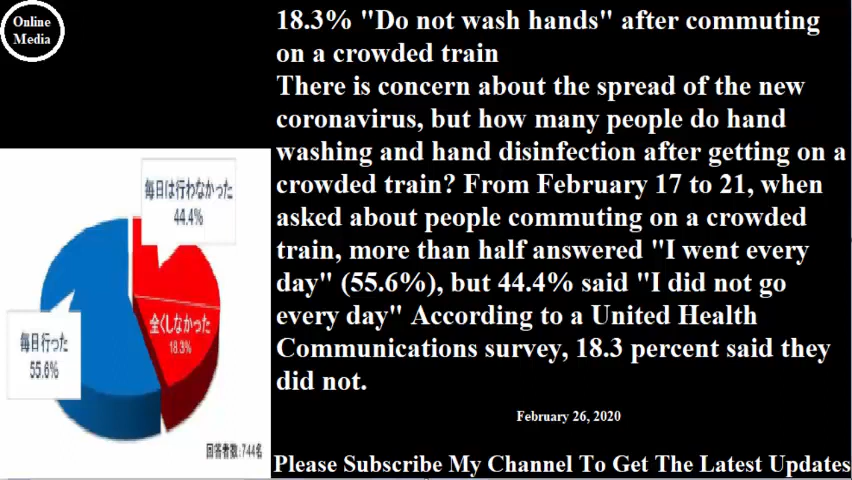 Online
Media
18.3% "Do not wash hands" after commuting
on a crowded train
There is concern about the spread of the new
coronavirus, but how many people do hand
washing and hand disinfection after getting on a
crowded train? From February 17 to 21, when
asked about people commuting on a crowded
train, more than half answered "I went every
day" (55.6%), but 44.4% said "I did not go
every day" According to a United Health
Communications survey, 18.3 percent said they
did not.
February 26, 2020
Please Subscribe My Channel To Get The Latest Updates
毎日は行わなかった
44.4%
全くしなかった
18.3%
毎日行った
55.6%
回答者数:744名